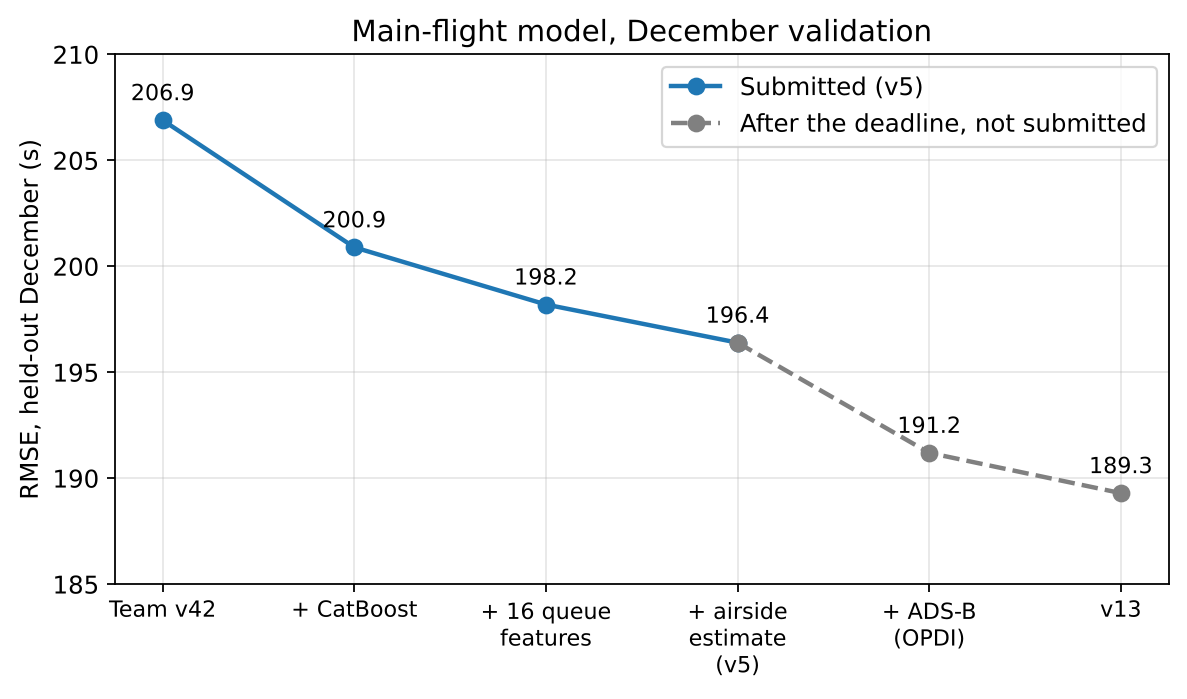 Main-flight model, December validation
210
205
200
195
190
185
RMSE, held-out December (s)
Submitted (v5)
After the deadline, not submitted
206.9
200.9
198.2
196.4
191.2
189.3
Team v42
+ CatBoost
+ 16 queue
features
+ airside
estimate
(v5)
+ ADS-B
(OPDI)
v13